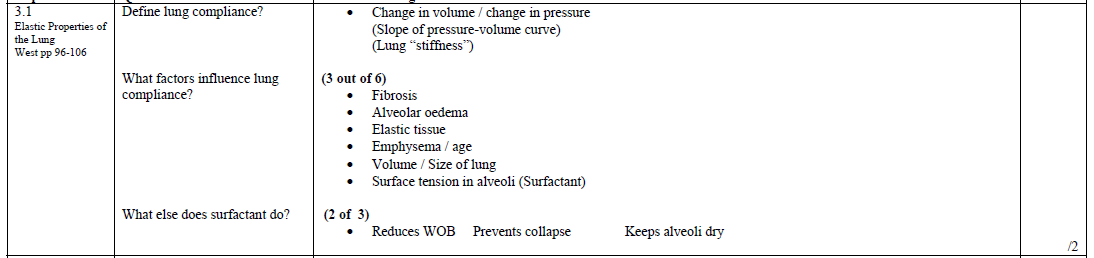 3.1
Elastic Properties of
the Lung
West pp 96-106
Define lung compliance?
• Change in volume / change in pressure
(Slope of pressure-volume curve)
(Lung “stiffness”)
What factors influence lung
compliance?
(3 out of 6)
• Fibrosis
• Alveolar oedema
• Elastic tissue
• Emphysema / age
• Volume / Size of lung
• Surface tension in alveoli (Surfactant)
What else does surfactant do?
(2 of 3)
• Reduces WOB Prevents collapse Keeps alveoli dry
/2